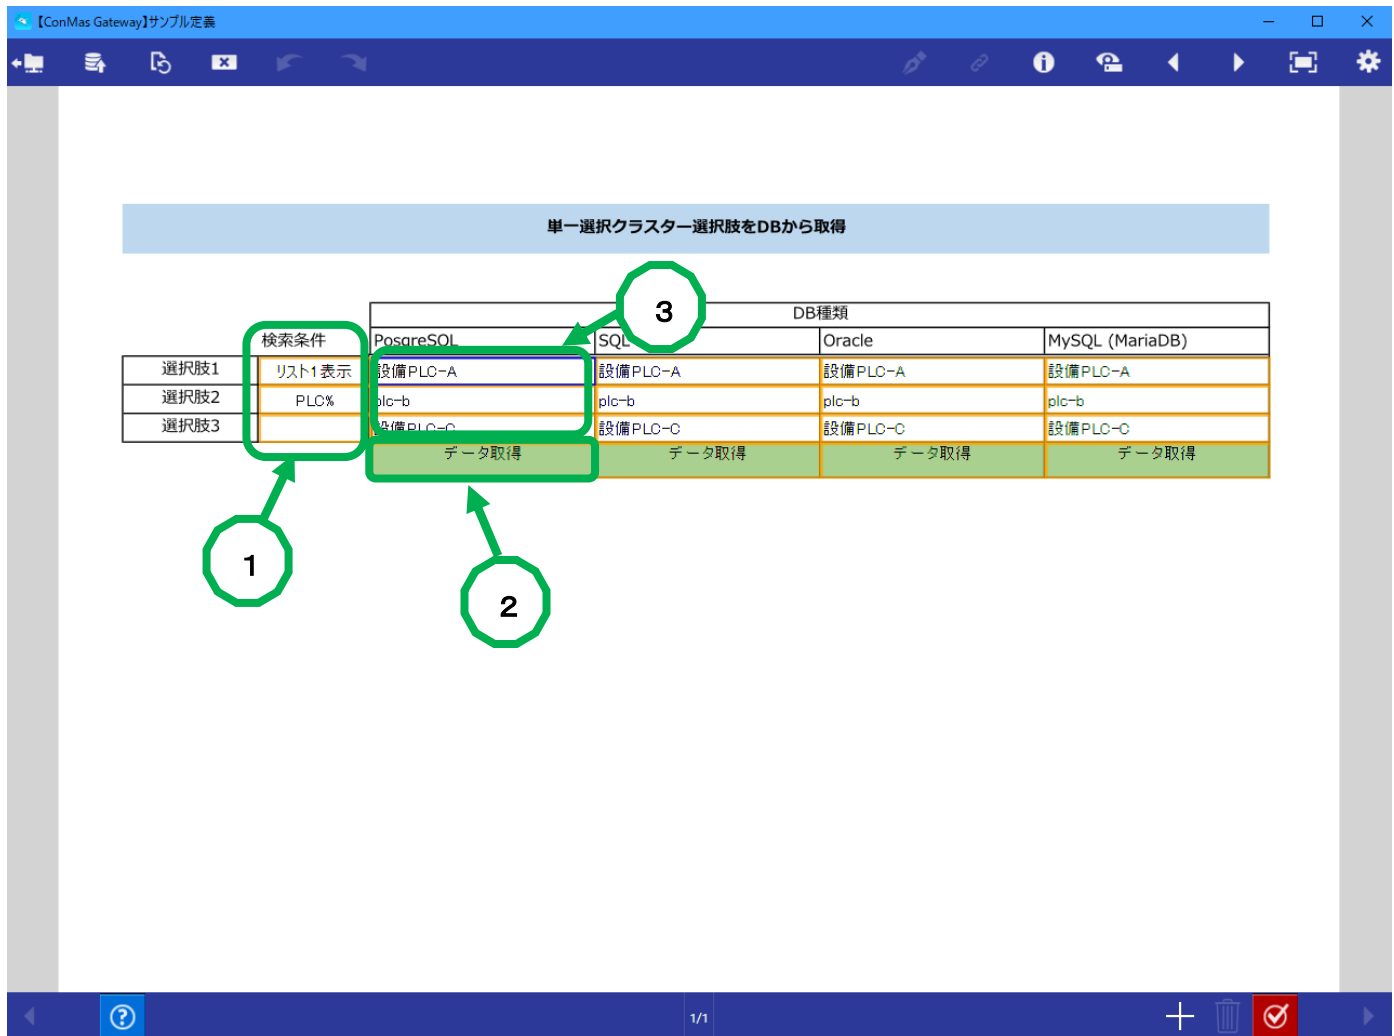 【ConMas Gateway】サンプル定義
単一選択クラスター選択肢をDBから取得
3
DB種類
検索条件 PosgreSQL SQL Oracle MySQL (MariaDB)
選択肢1 リスト1表示 設備PLC-A 設備PLC-A 設備PLC-A 設備PLC-A
選択肢2 PLC% plc-b plc-b plc-b plc-b
選択肢3 設備PLC-C 設備PLC-C 設備PLC-C 設備PLC-C
データ取得 データ取得 データ取得 データ取得
1
2
1/1